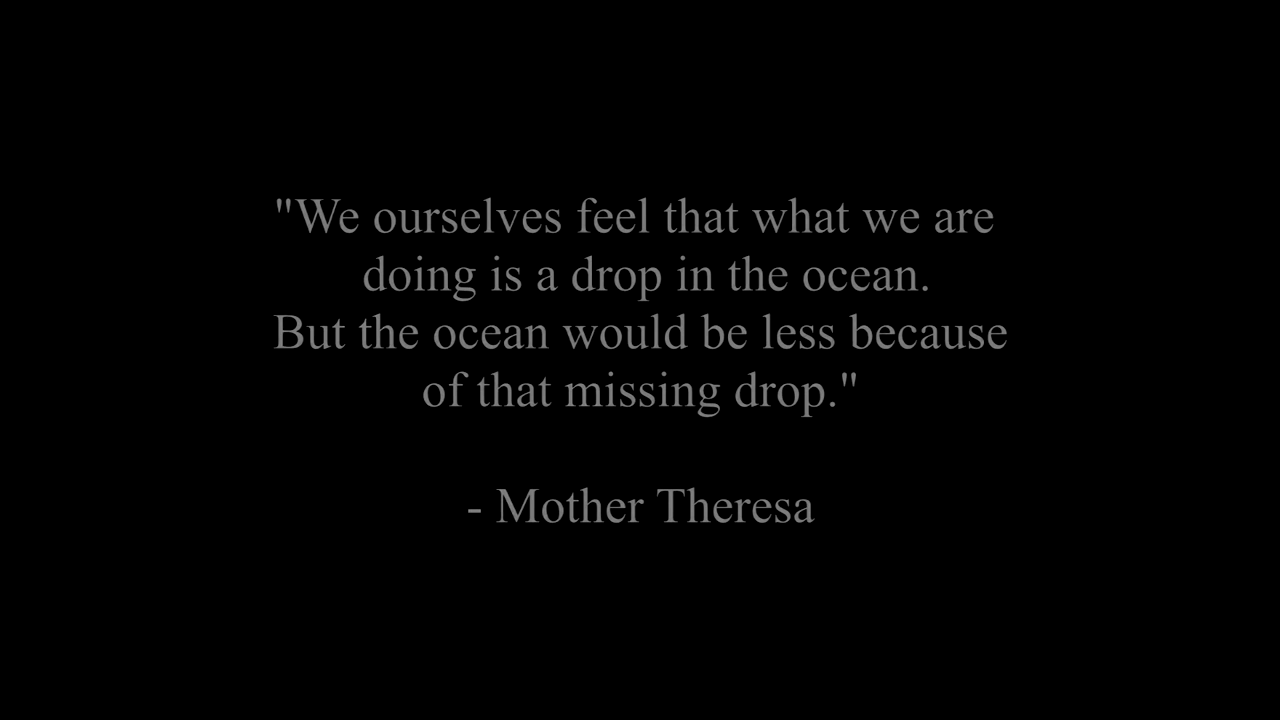 "We ourselves feel that what we are
doing is a drop in the ocean.
But the ocean would be less because
of that missing drop."
- Mother Theresa